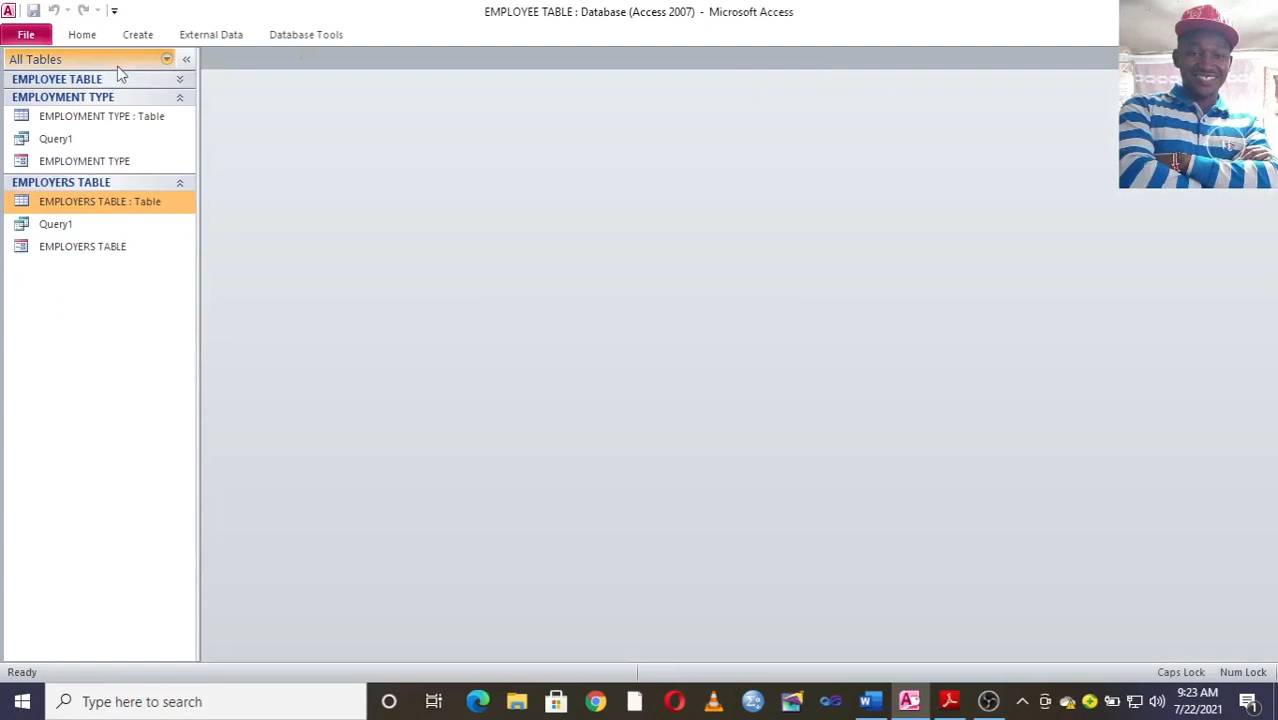 EMPLOYEE TABLE : Database (Access 2007) - Microsoft Access
File Home Create External Data Database Tools
All Tables
EMPLOYEE TABLE
EMPLOYMENT TYPE
EMPLOYMENT TYPE : Table
Query1
EMPLOYMENT TYPE
EMPLOYERS TABLE
EMPLOYERS TABLE : Table
Query1
EMPLOYERS TABLE
Ready Caps Lock Num Lock
Type here to search
9:23 AM
7/22/2021